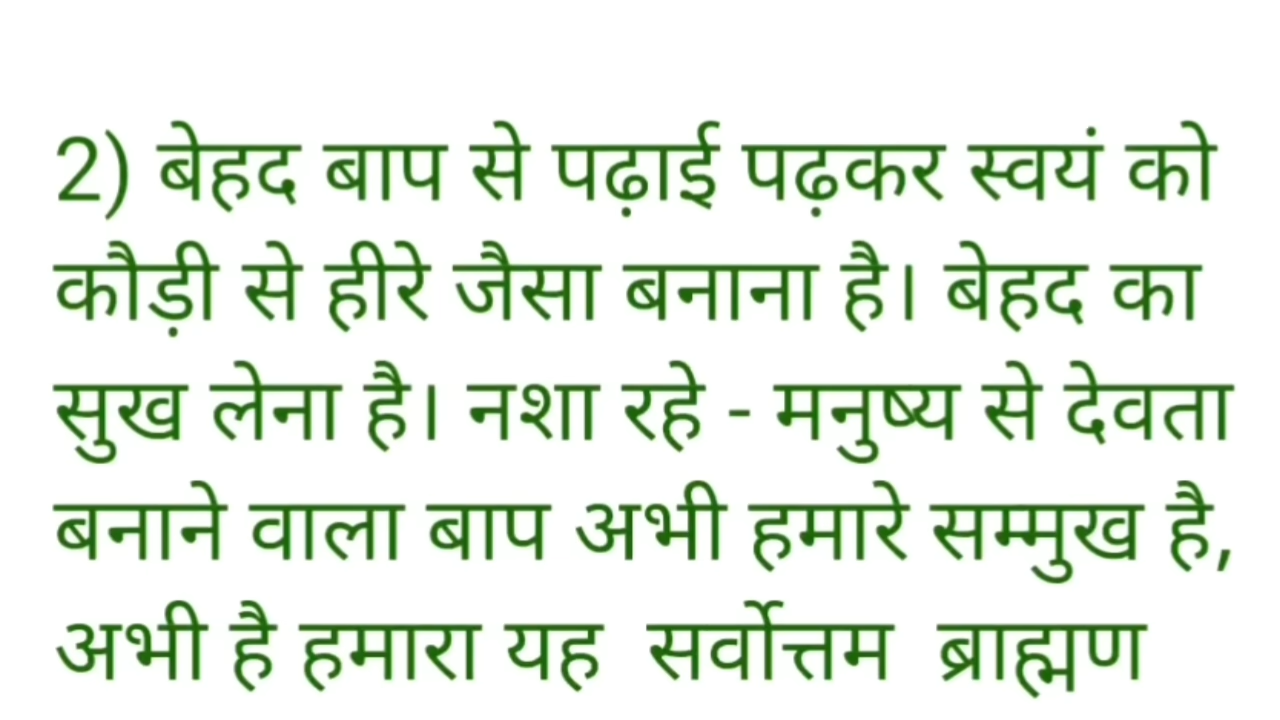 2) बेहद बाप से पढ़ाई पढ़कर स्वयं को
कौड़ी से हीरे जैसा बनाना है। बेहद का
सुख लेना है। नशा रहे - मनुष्य से देवता
बनाने वाला बाप अभी हमारे सम्मुख है,
अभी है हमारा यह सर्वोत्तम ब्राह्मण